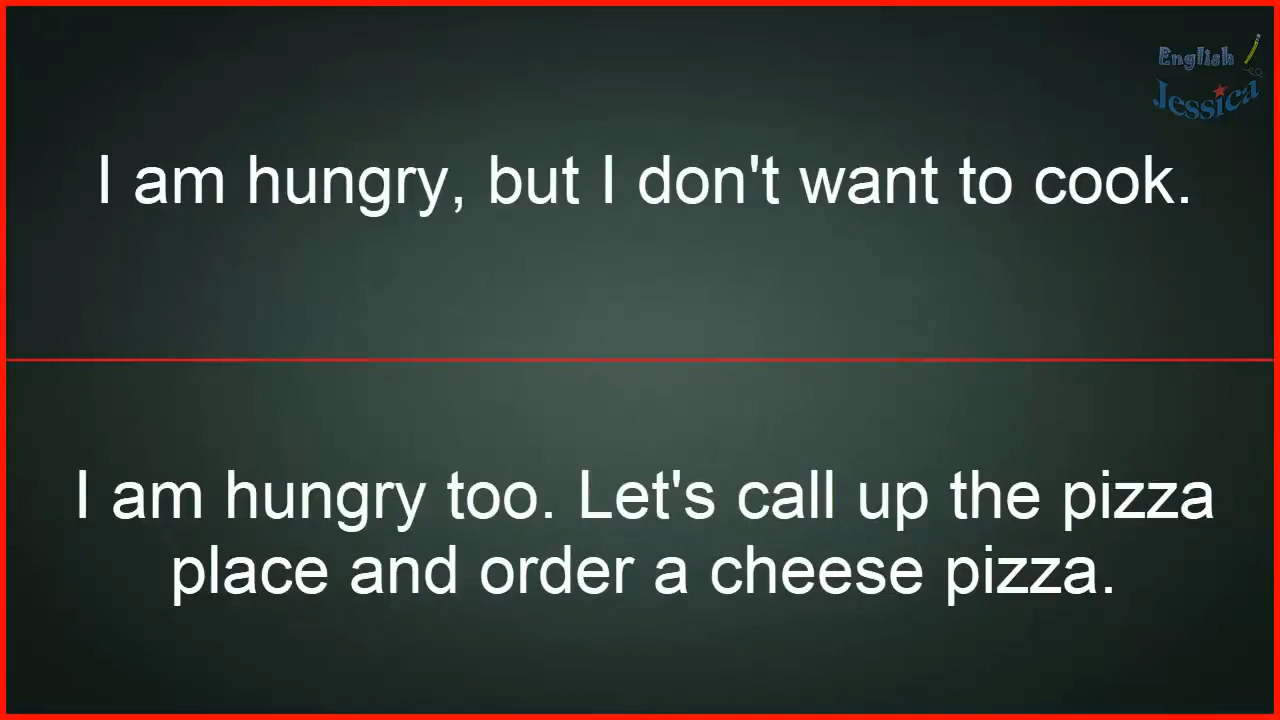 English
Jessica
I am hungry, but I don't want to cook.
I am hungry too. Let's call up the pizza
place and order a cheese pizza.